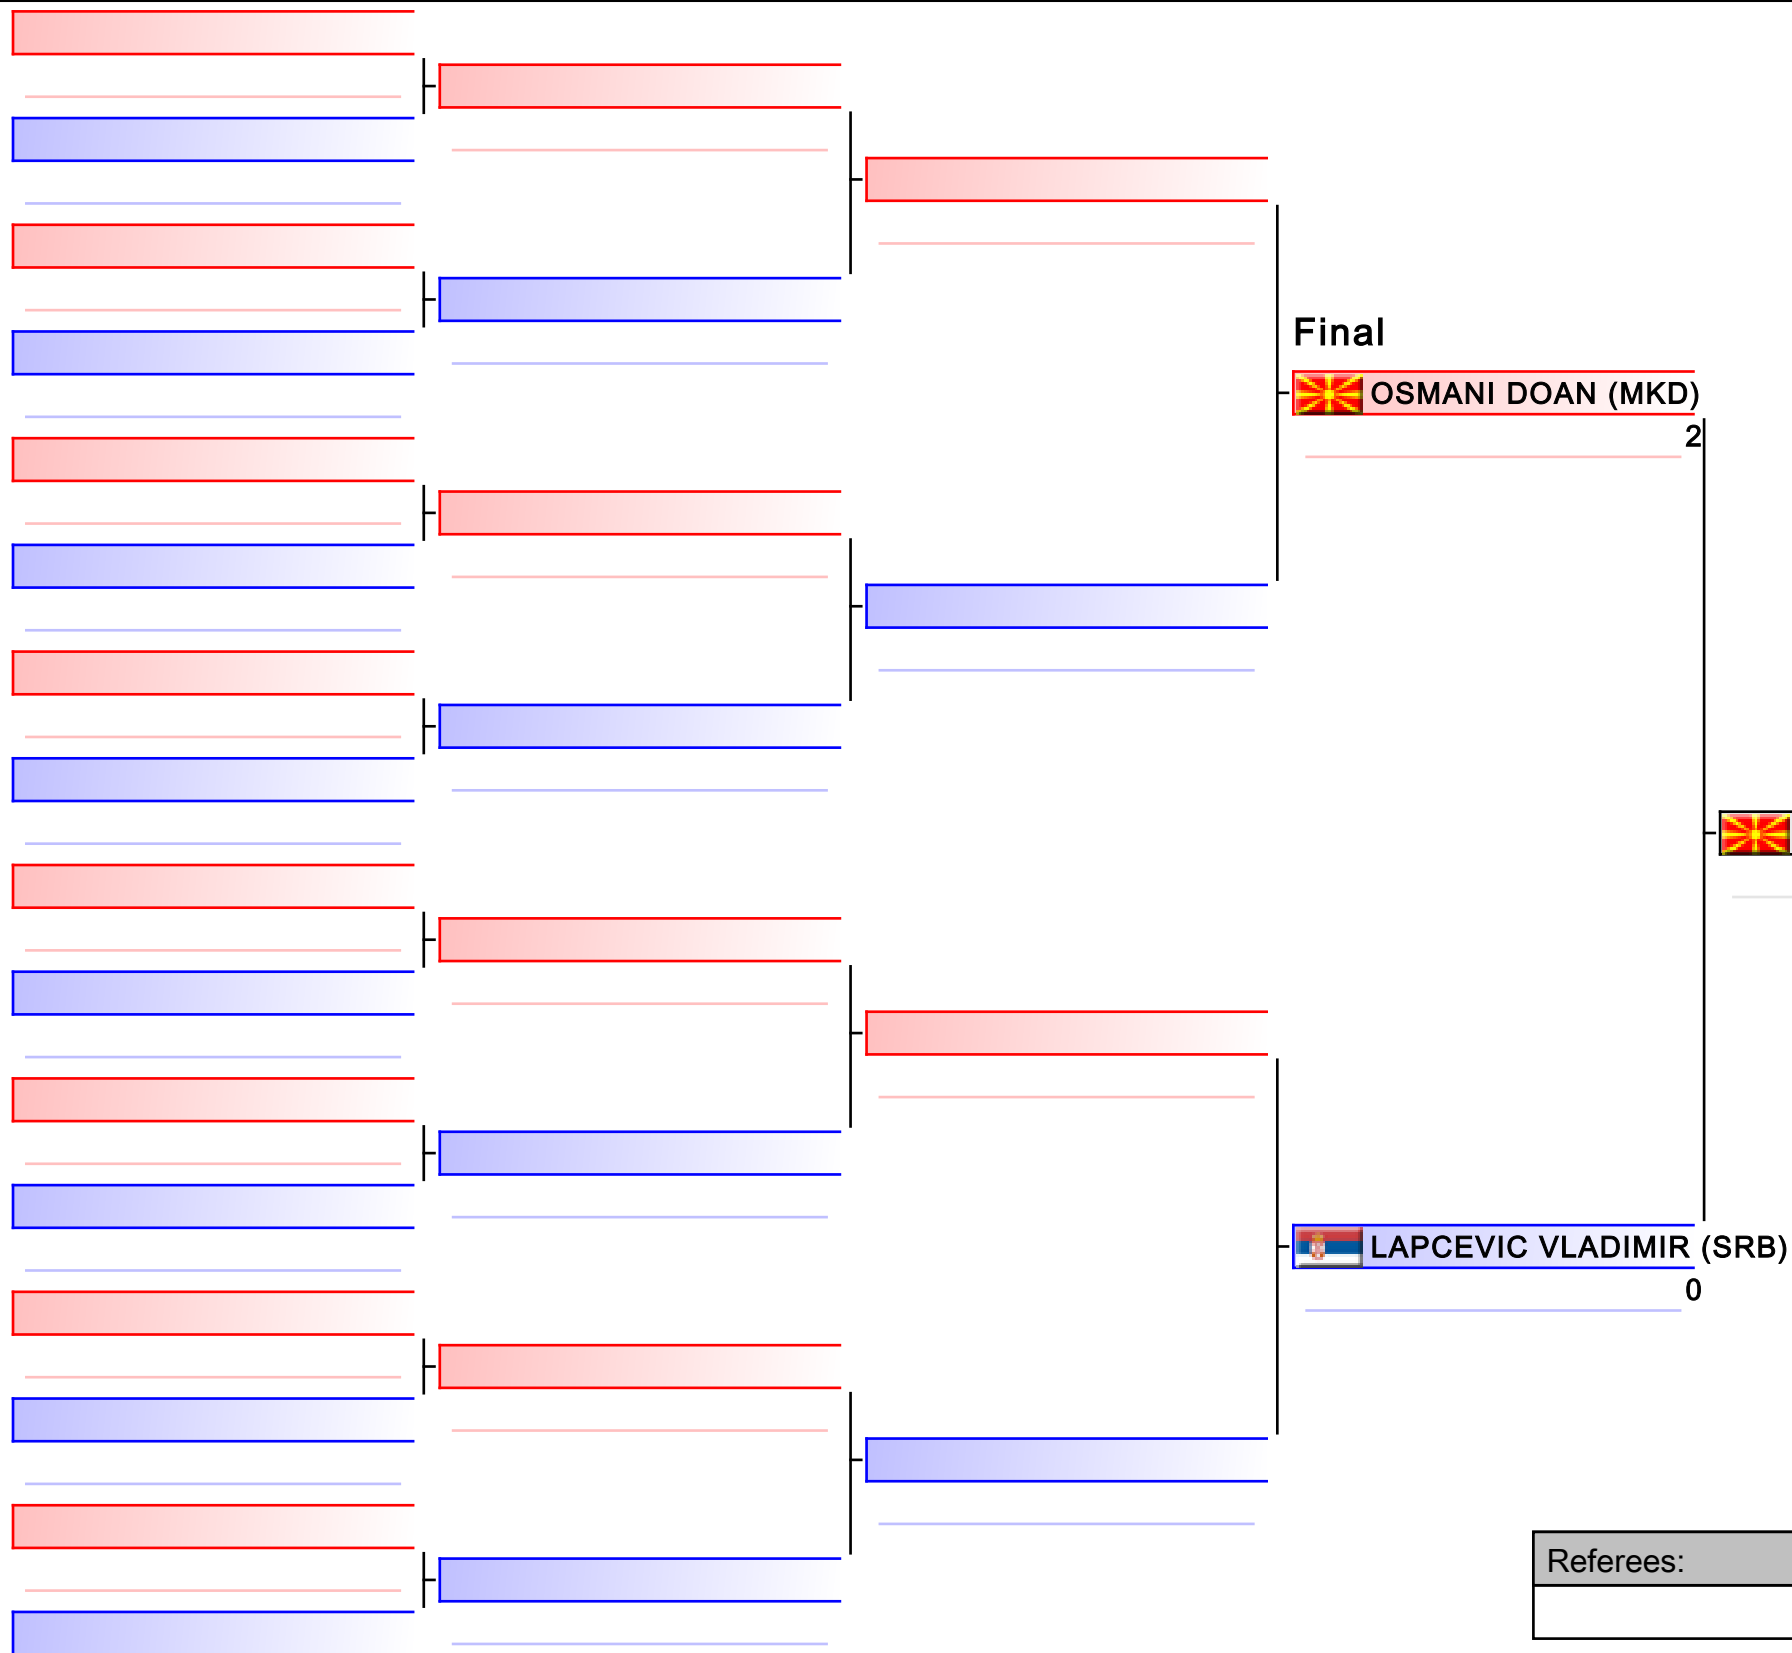 Final
OSMANI DOAN (MKD)
2
LAPCEVIC VLADIMIR (SRB)
0
Referees: